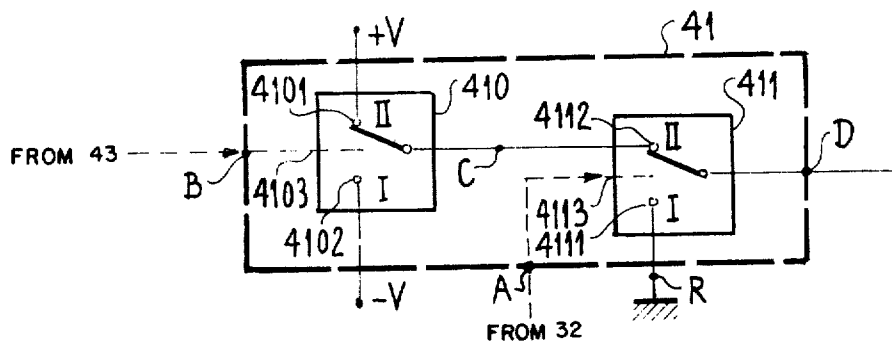 +V
41
4101
II
410
4112
II
411
D
FROM 43
B
4103
I
C
4113
I
4102
4111
A
R
-V
FROM 32